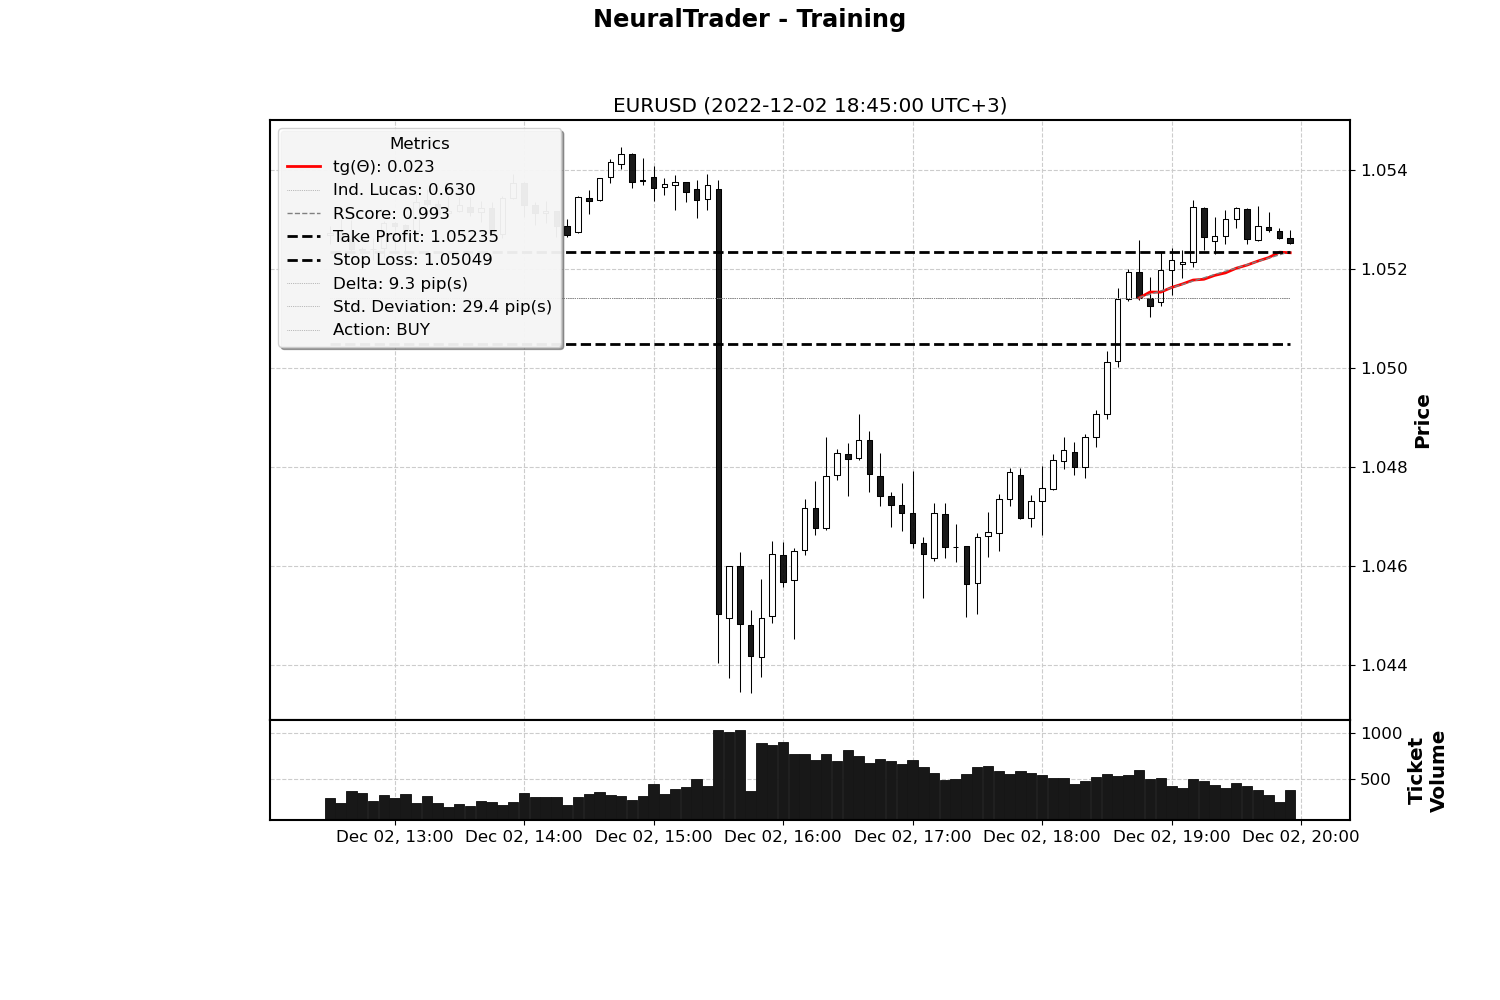 NeuralTrader - Training
EURUSD (2022-12-02 18:45:00 UTC+3)
Metrics
tg(Θ): 0.023
Ind. Lucas: 0.630
RScore: 0.993
Take Profit: 1.05235
Stop Loss: 1.05049
Delta: 9.3 pip(s)
Std. Deviation: 29.4 pip(s)
Action: BUY
1.054
1.052
1.050
1.048
1.046
1.044
Price
1000
500
Ticket
Volume
Dec 02, 13:00
Dec 02, 14:00
Dec 02, 15:00
Dec 02, 16:00
Dec 02, 17:00
Dec 02, 18:00
Dec 02, 19:00
Dec 02, 20:00